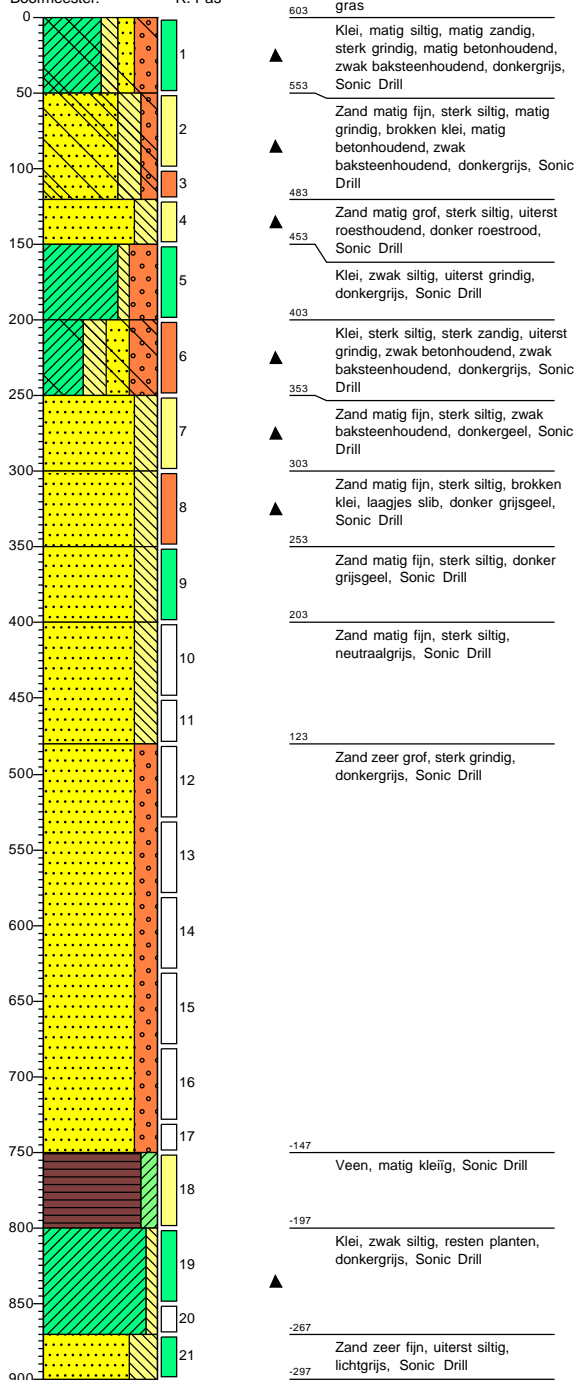 Boormeester: R. Pas
0
50
100
150
200
250
300
350
400
450
500
550
600
650
700
750
800
850
900
1
2
3
4
5
6
7
8
9
10
11
12
13
14
15
16
17
18
19
20
21
603 gras
Klei, matig siltig, matig zandig,
sterk grindig, matig betonhoudend,
zwak baksteenhoudend, donkergrijs,
Sonic Drill
553
Zand matig fijn, sterk siltig, matig
grindig, brokken klei, matig
betonhoudend, zwak
baksteenhoudend, donkergrijs, Sonic
Drill
483
Zand matig grof, sterk siltig, uiterst
roesthoudend, donker roestrood,
Sonic Drill
453
Klei, zwak siltig, uiterst grindig,
donkergrijs, Sonic Drill
403
Klei, sterk siltig, sterk zandig, uiterst
grindig, zwak betonhoudend, zwak
baksteenhoudend, donkergrijs, Sonic
Drill
353
Zand matig fijn, sterk siltig, zwak
baksteenhoudend, donkergeel, Sonic
Drill
303
Zand matig fijn, sterk siltig, brokken
klei, laagjes slib, donker grijsgeel,
Sonic Drill
253
Zand matig fijn, sterk siltig, donker
grijsgeel, Sonic Drill
203
Zand matig fijn, sterk siltig,
neutraalgrijs, Sonic Drill
123
Zand zeer grof, sterk grindig,
donkergrijs, Sonic Drill
-147
Veen, matig kleiïg, Sonic Drill
-197
Klei, zwak siltig, resten planten,
donkergrijs, Sonic Drill
-267
Zand zeer fijn, uiterst siltig,
lichtgrijs, Sonic Drill
-297